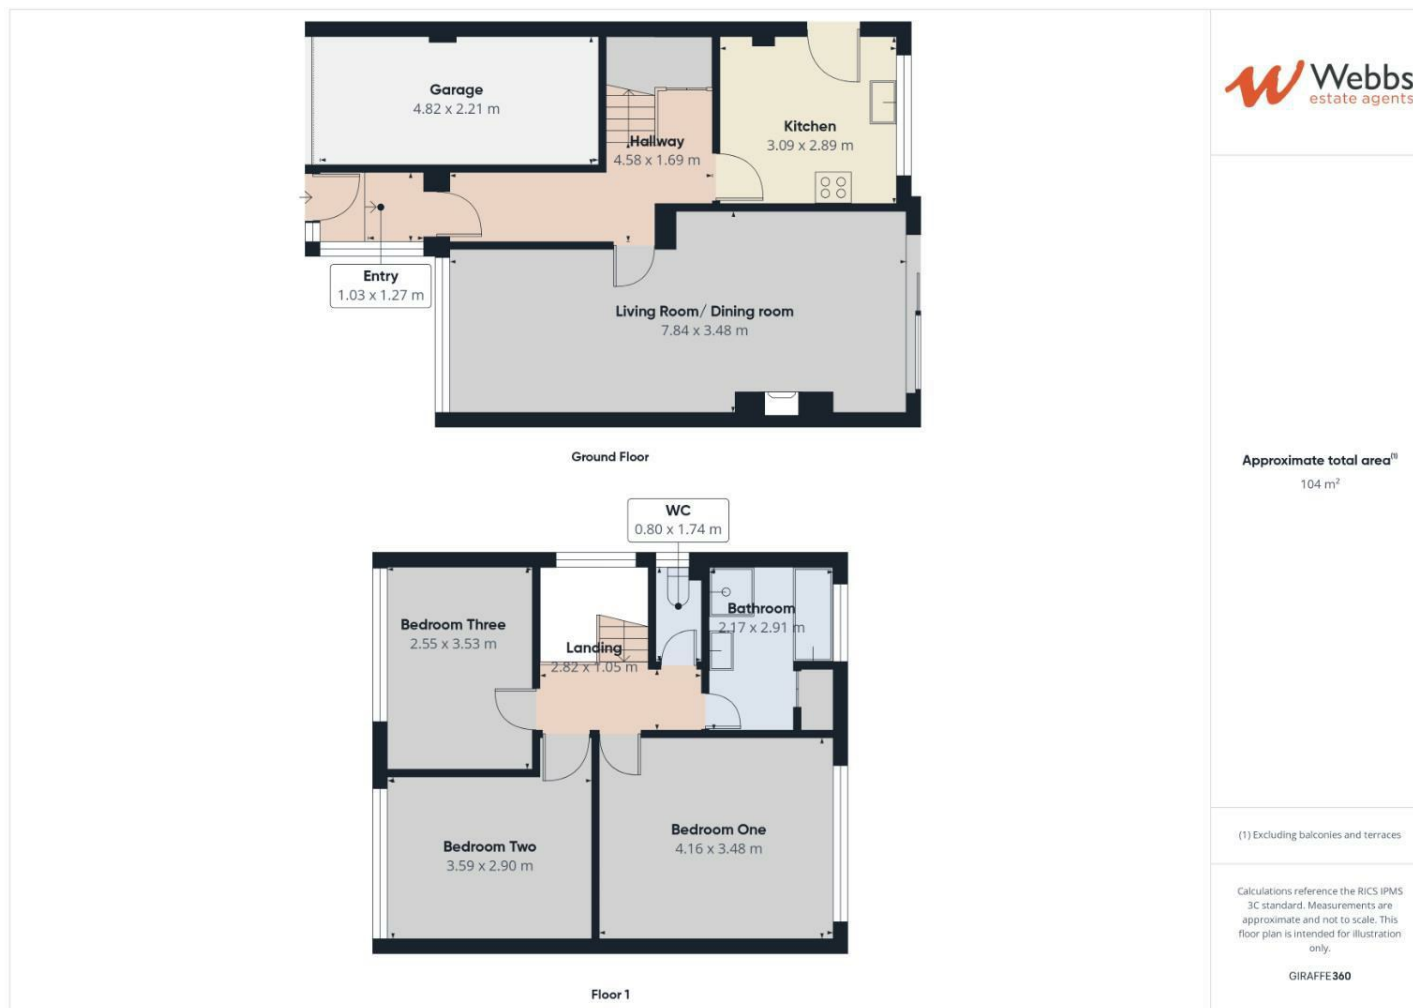 Garage
4.82 x 2.21 m
Hallway
4.58 x 1.69 m
Kitchen
3.09 x 2.89 m
Entry
1.03 x 1.27 m
Living Room/ Dining room
7.84 x 3.48 m
Ground Floor
WC
0.80 x 1.74 m
Bedroom Three
2.55 x 3.53 m
Landing
2.82 x 1.05 m
Bathroom
2.17 x 2.91 m
Bedroom Two
3.59 x 2.90 m
Bedroom One
4.16 x 3.48 m
Floor 1
Webbs
estate agents
Approximate total area(1)
104 m²
(1) Excluding balconies and terraces
Calculations reference the RICS IPMS
3C standard. Measurements are
approximate and not to scale. This
floor plan is intended for illustration
only.
GIRAFFE360